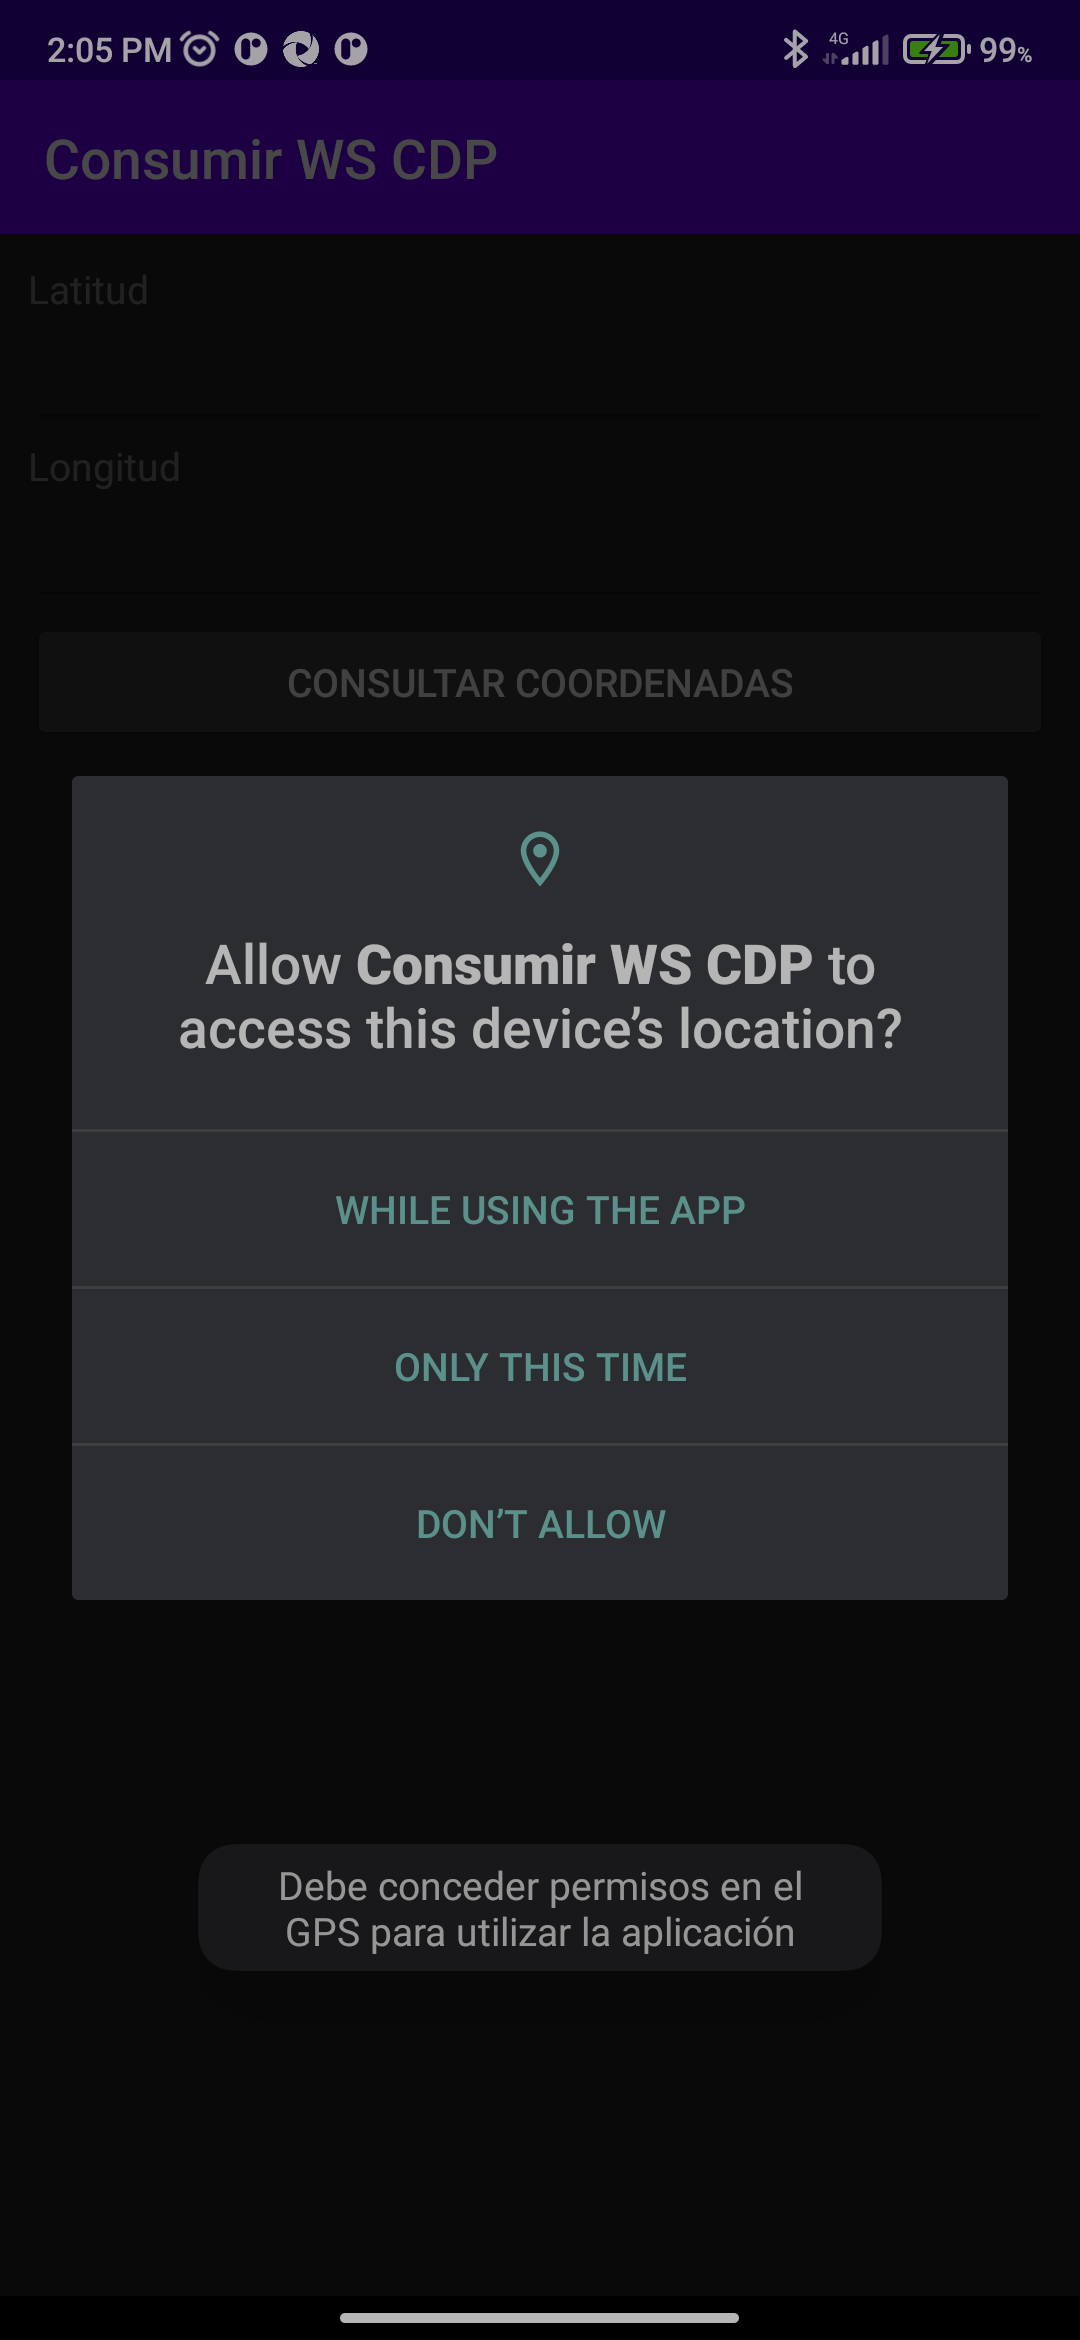 2:05 PM 4G 99%
Consumir WS CDP
Latitud
Longitud
CONSULTAR COORDENADAS
Allow Consumir WS CDP to
access this device’s location?
WHILE USING THE APP
ONLY THIS TIME
DON’T ALLOW
Debe conceder permisos en el
GPS para utilizar la aplicación